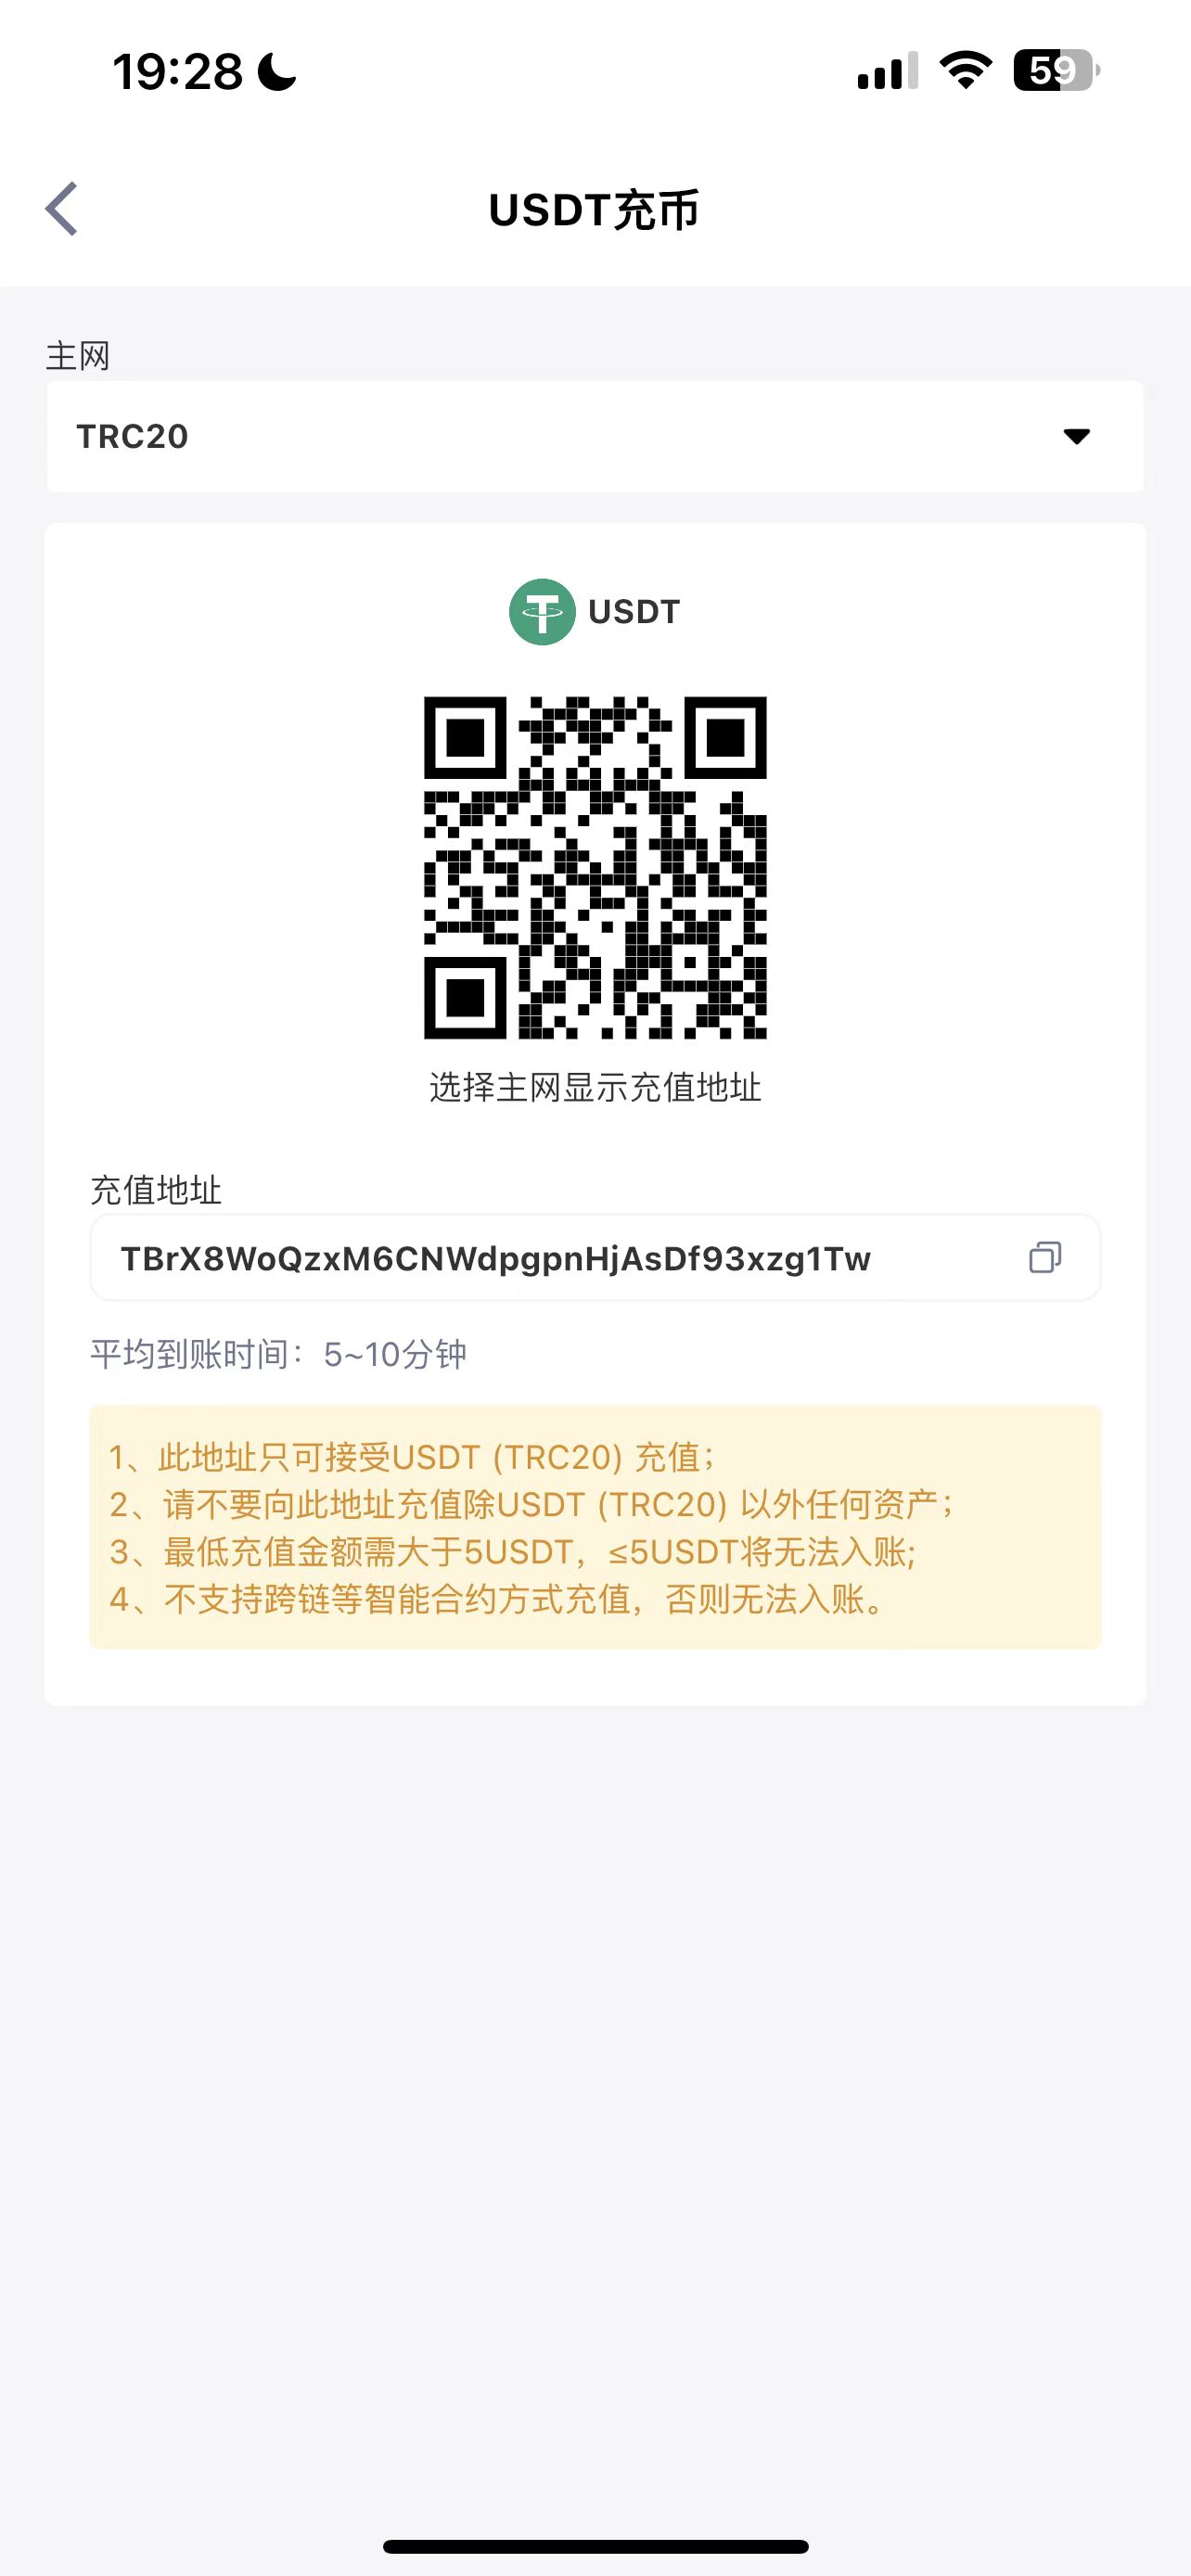 19:28
59
USDT充币
主网
TRC20
USDT
选择主网显示充值地址
充值地址
TBrX8WoQzxM6CNWdpgpnHjAsDf93xzg1Tw
平均到账时间：5~10分钟
1、此地址只可接受USDT (TRC20) 充值；
2、请不要向此地址充值除USDT (TRC20) 以外任何资产；
3、最低充值金额需大于5USDT，≤5USDT将无法入账;
4、不支持跨链等智能合约方式充值，否则无法入账。